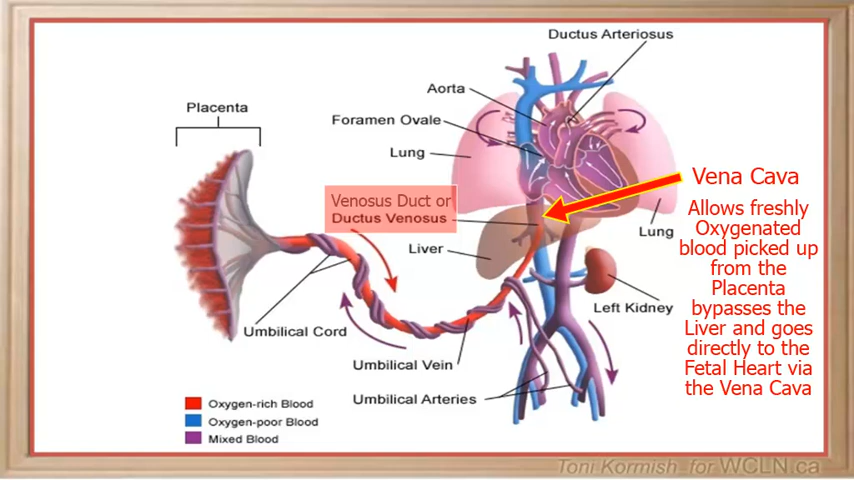 Ductus Arteriosus
Aorta
Placenta
Foramen Ovale
Lung
Vena Cava
Venosus Duct or
Ductus Venosus
Allows freshly
Oxygenated
blood picked up
from the
Placenta
bypasses the
Liver and goes
directly to the
Fetal Heart via
the Vena Cava
Lung
Liver
Left Kidney
Umbilical Cord
Umbilical Vein
Umbilical Arteries
Oxygen-rich Blood
Oxygen-poor Blood
Mixed Blood
Toni Kormish for WCLN.ca